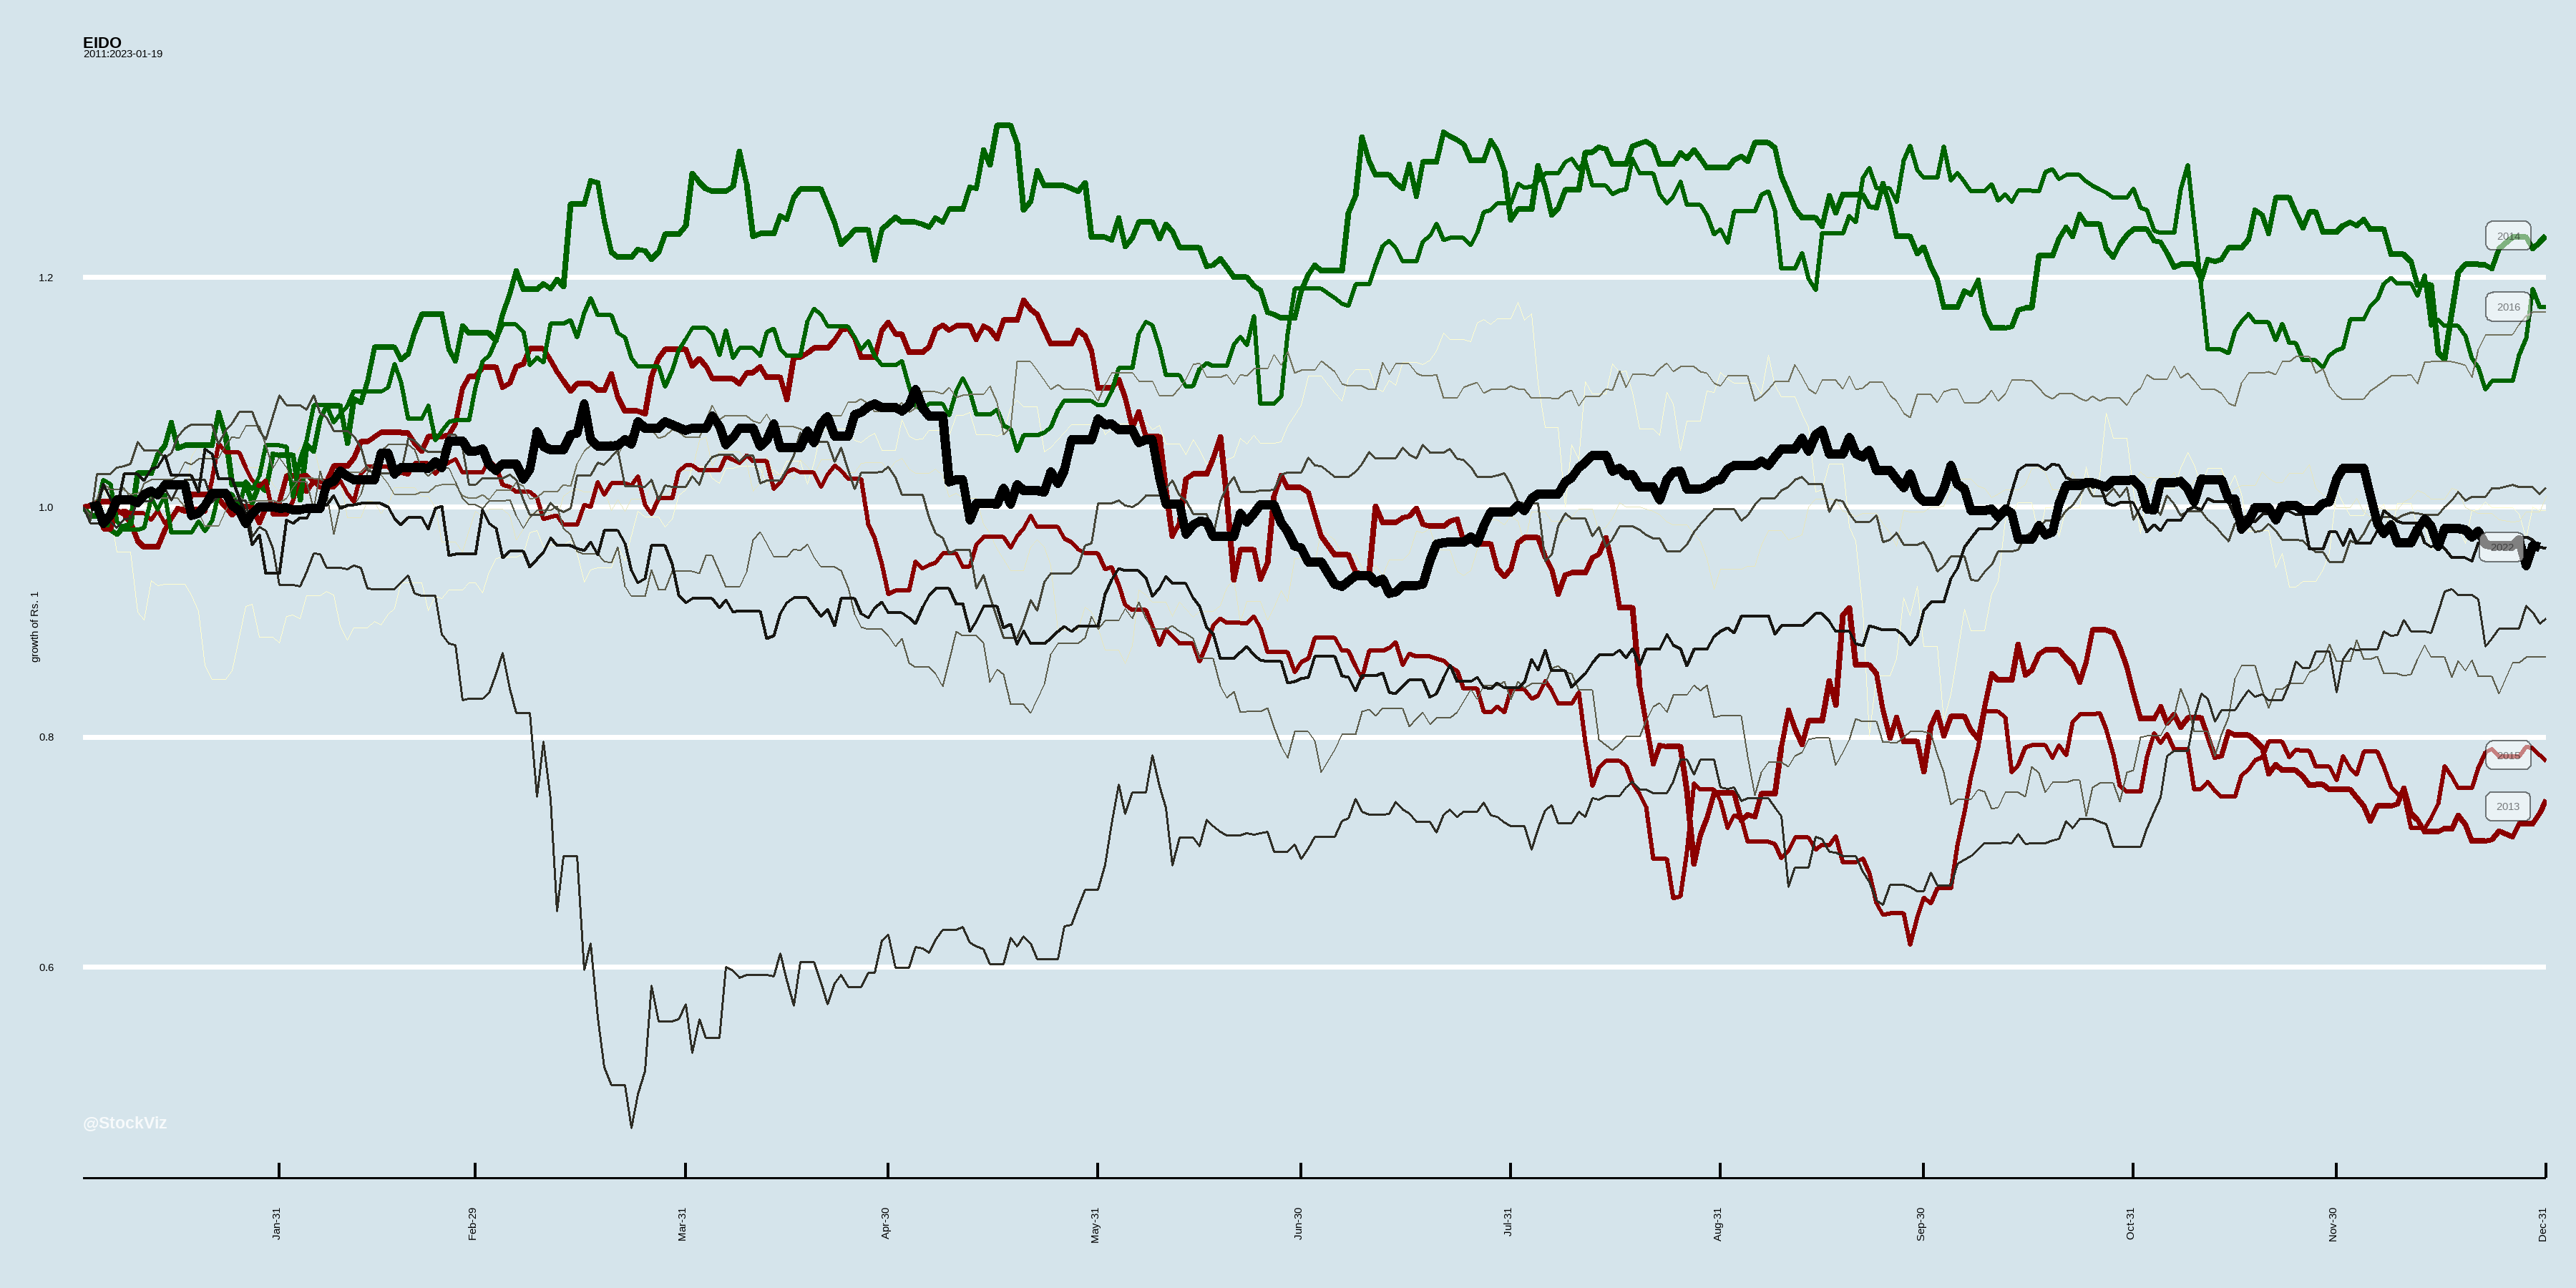 EIDO
2011:2023-01-19
1.2
1.0
0.8
0.6
growth of Rs. 1
2014
2016
2022
2015
2013
@StockViz
Jan-31
Feb-29
Mar-31
Apr-30
May-31
Jun-30
Jul-31
Aug-31
Sep-30
Oct-31
Nov-30
Dec-31